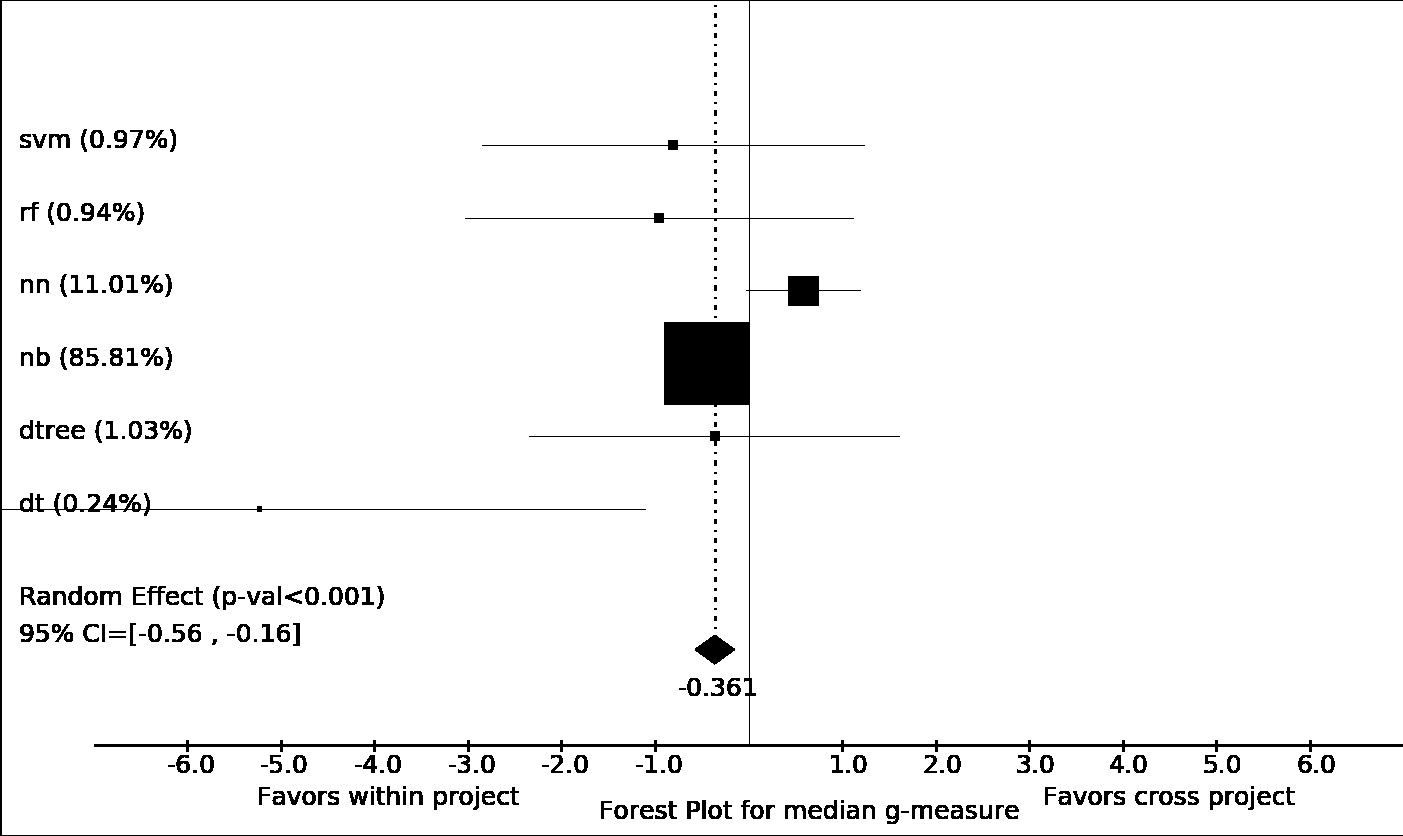 svm (0.97%)
rf (0.94%)
nn (11.01%)
nb (85.81%)
dtree (1.03%)
dt (0.24%)
Random Effect (p-val<0.001)
95% CI=[-0.56 , -0.16]
-0.361
-6.0 -5.0 -4.0 -3.0 -2.0 -1.0 1.0 2.0 3.0 4.0 5.0 6.0
Favors within project Forest Plot for median g-measure Favors cross project